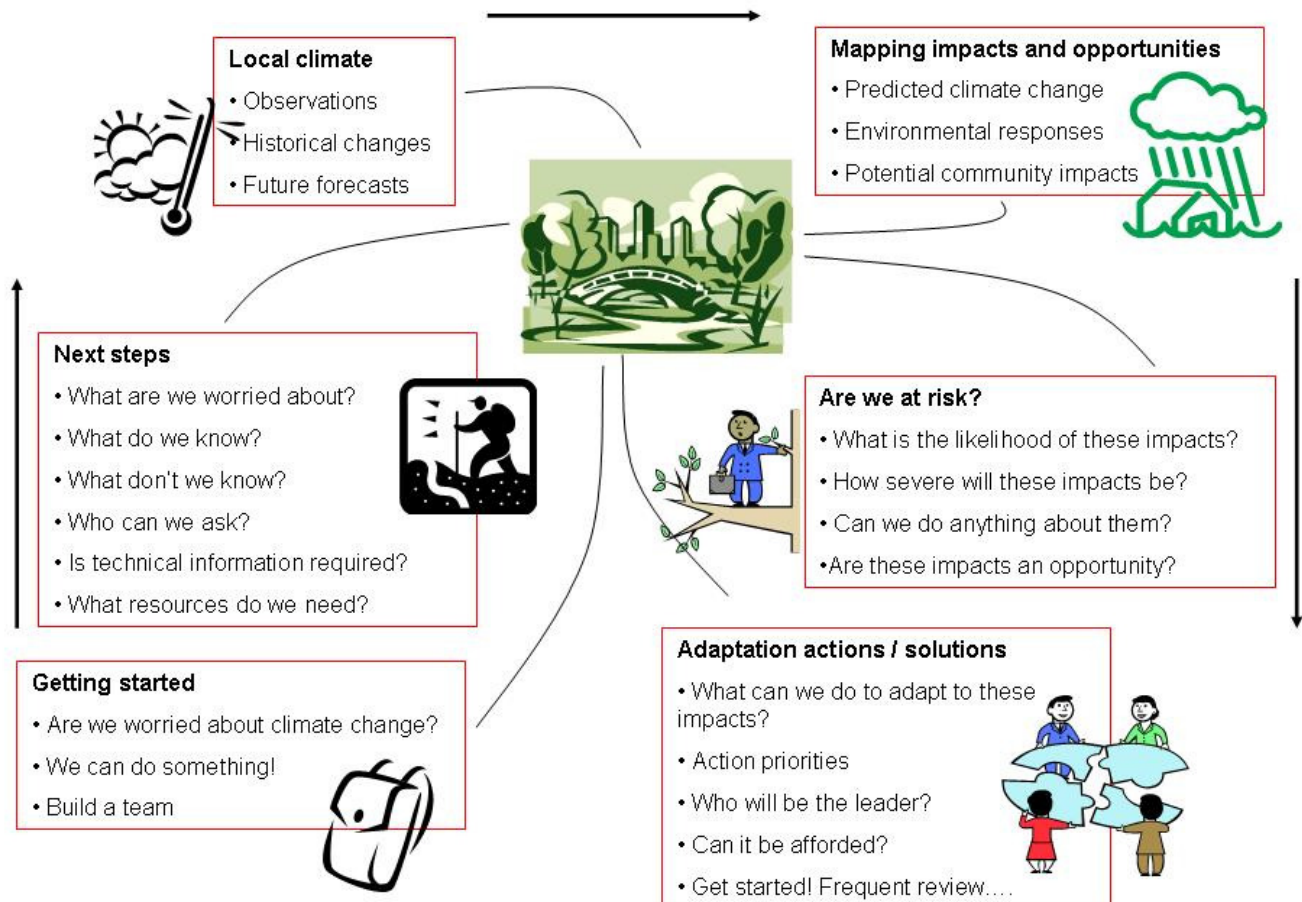 Local climate
• Observations
• Historical changes
• Future forecasts
Mapping impacts and opportunities
• Predicted climate change
• Environmental responses
• Potential community impacts
Next steps
• What are we worried about?
• What do we know?
• What don't we know?
• Who can we ask?
• Is technical information required?
• What resources do we need?
Are we at risk?
• What is the likelihood of these impacts?
• How severe will these impacts be?
• Can we do anything about them?
•Are these impacts an opportunity?
Getting started
• Are we worried about climate change?
• We can do something!
• Build a team
Adaptation actions / solutions
• What can we do to adapt to these
impacts?
• Action priorities
• Who will be the leader?
• Can it be afforded?
• Get started! Frequent review....